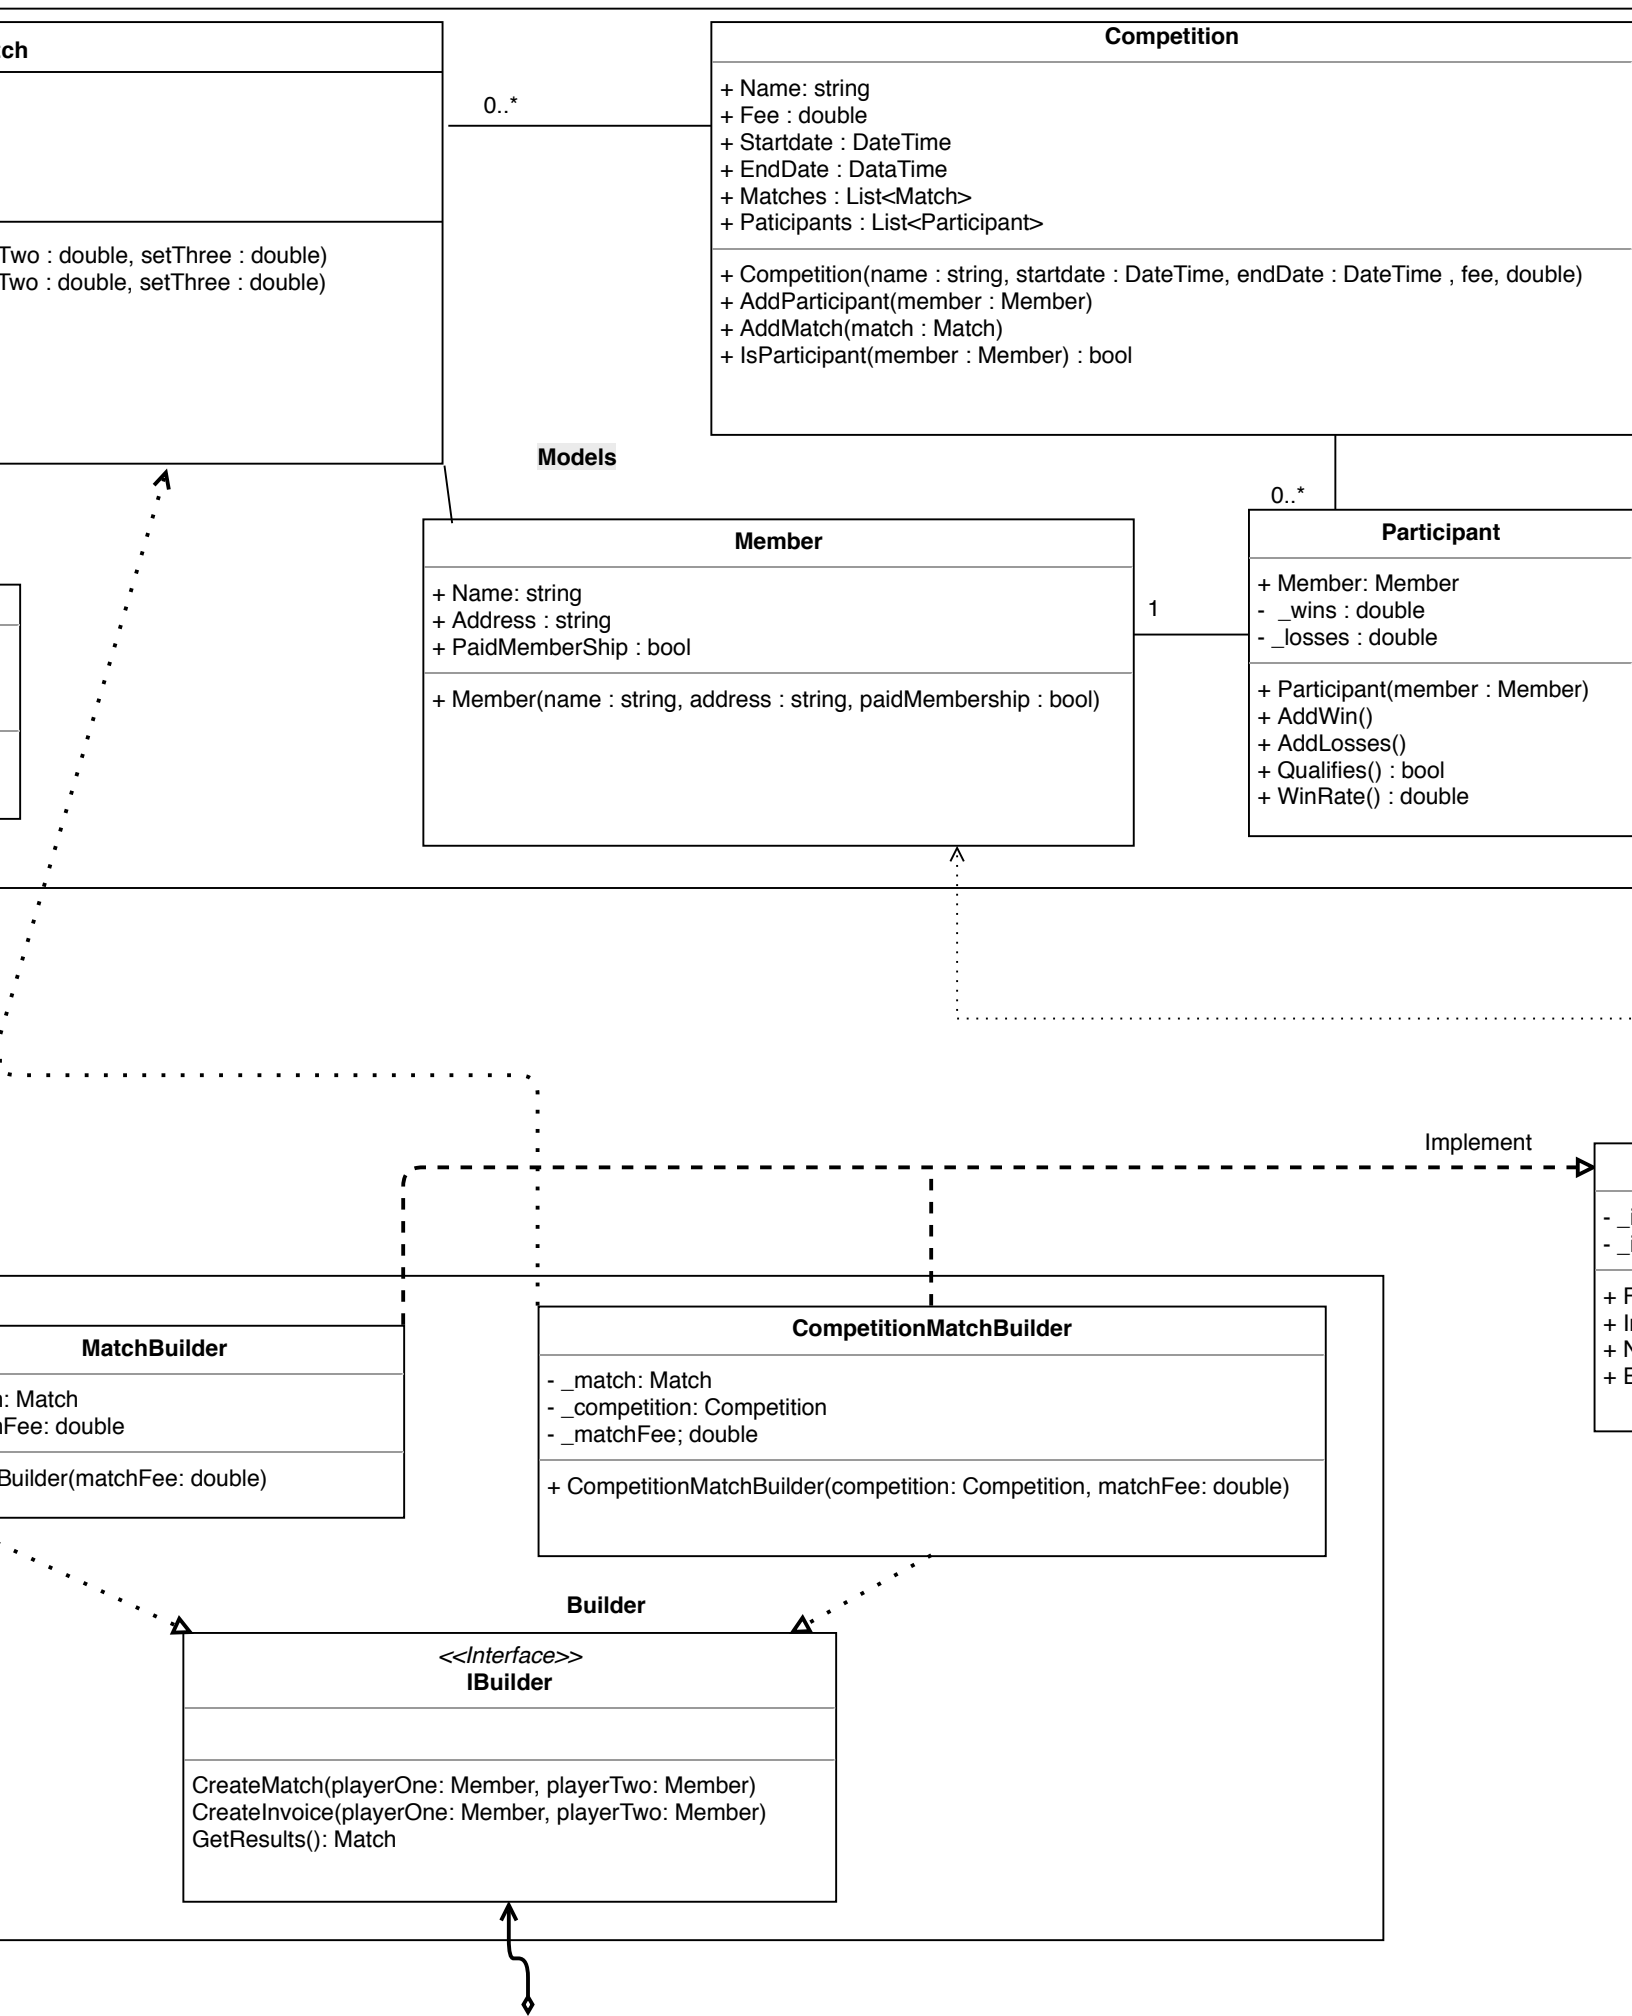 ch
Two : double, setThree : double)
Two : double, setThree : double)
0..*
Competition
+ Name: string
+ Fee : double
+ Startdate : DateTime
+ EndDate : DataTime
+ Matches : List<Match>
+ Paticipants : List<Participant>
+ Competition(name : string, startdate : DateTime, endDate : DateTime , fee, double)
+ AddParticipant(member : Member)
+ AddMatch(match : Match)
+ IsParticipant(member : Member) : bool
Models
0..*
Member
+ Name: string
+ Address : string
+ PaidMemberShip : bool
+ Member(name : string, address : string, paidMembership : bool)
1
Participant
+ Member: Member
- _wins : double
- _losses : double
+ Participant(member : Member)
+ AddWin()
+ AddLosses()
+ Qualifies() : bool
+ WinRate() : double
Implement
- _i
- _i
+ F
+ I
+ N
+ E
MatchBuilder
: Match
Fee: double
Builder(matchFee: double)
CompetitionMatchBuilder
- _match: Match
- _competition: Competition
- _matchFee; double
+ CompetitionMatchBuilder(competition: Competition, matchFee: double)
Builder
<<Interface>>
IBuilder
CreateMatch(playerOne: Member, playerTwo: Member)
CreateInvoice(playerOne: Member, playerTwo: Member)
GetResults(): Match